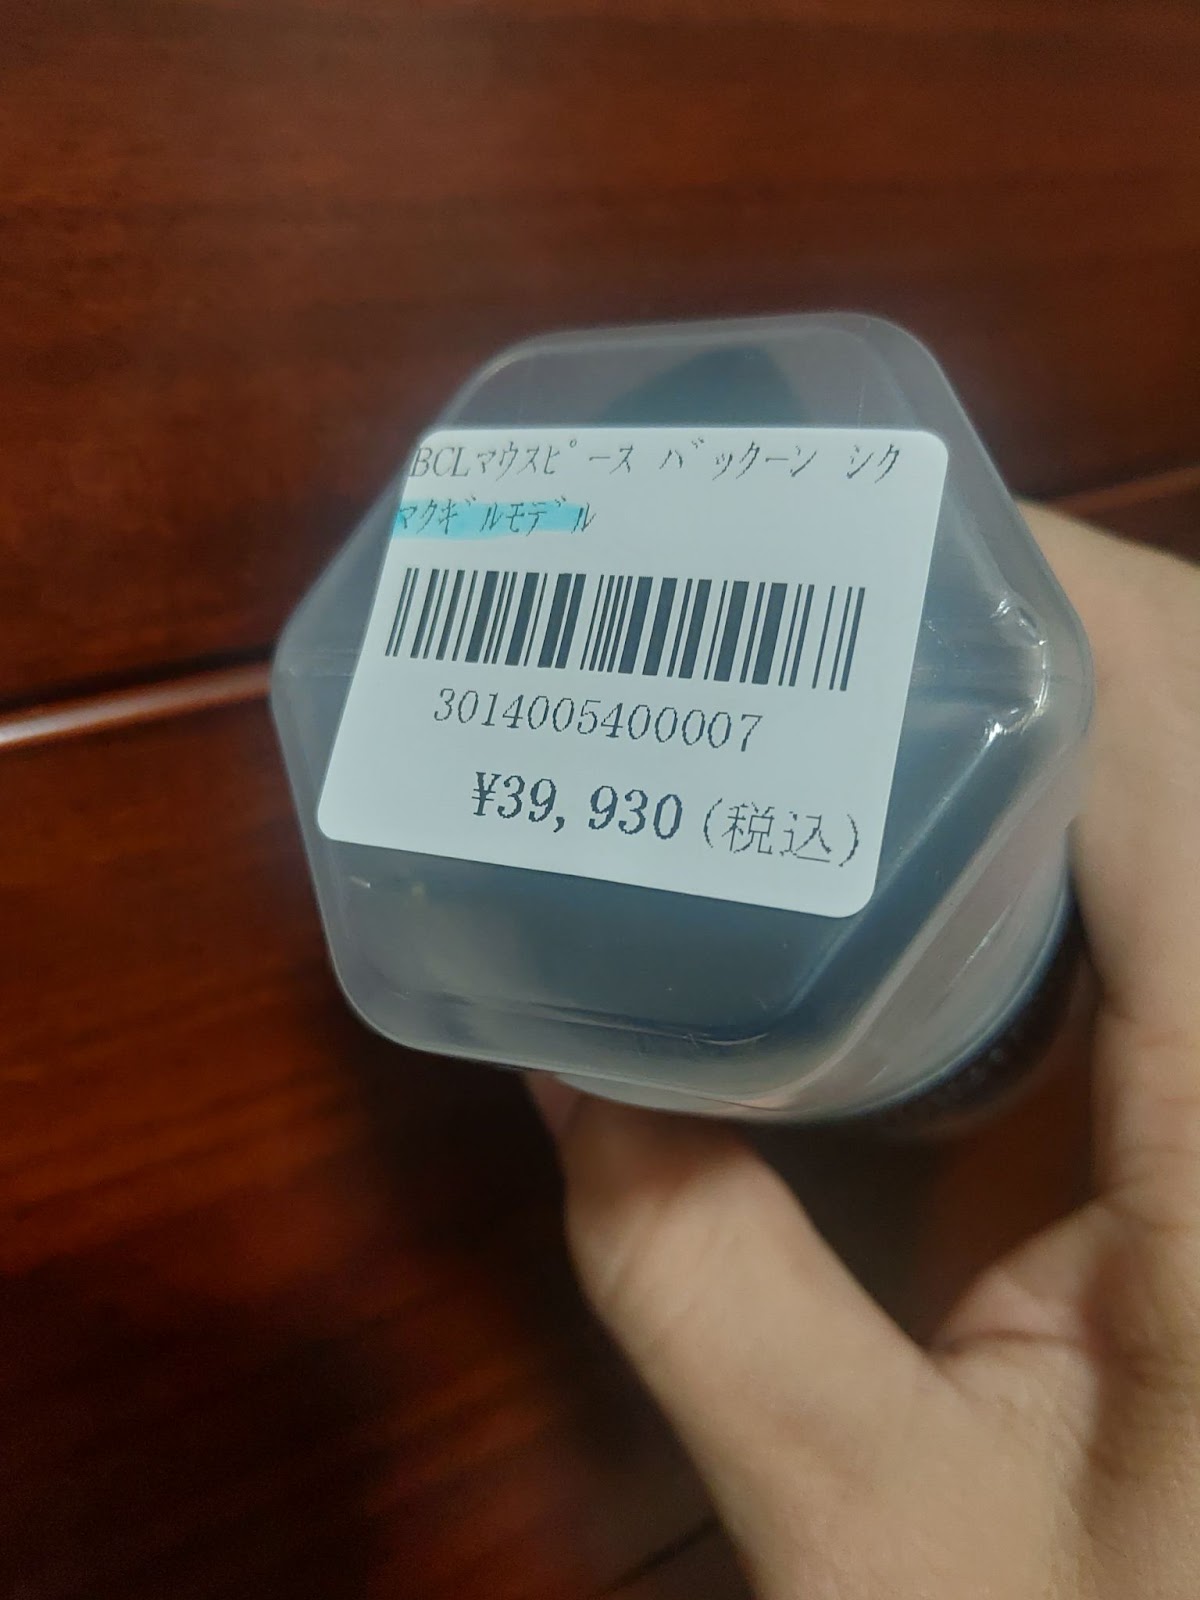 BCLマウスピース バックーン シク
マクギルモデル
3014005400007
¥39,930(税込)